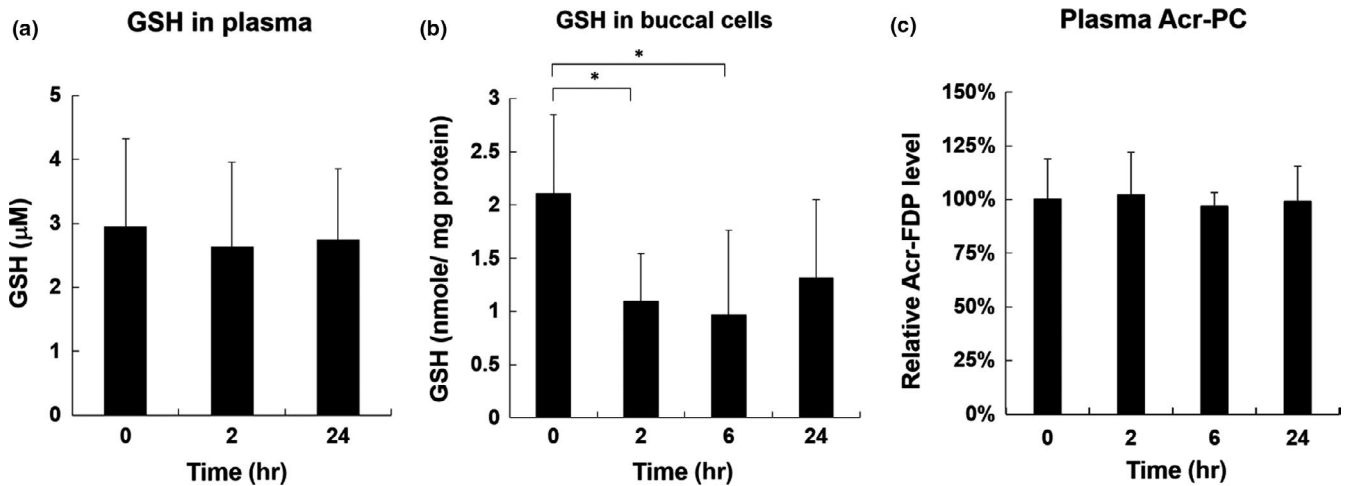 (a)
GSH in plasma
GSH (μM)
5
4
3
2
1
0
0 2 24
Time (hr)
(b)
GSH in buccal cells
*
*
GSH (nmole/ mg protein)
3
2.5
2
1.5
1
0.5
0
0 2 6 24
Time (hr)
(c)
Plasma Acr-PC
Relative Acr-FDP level
150%
125%
100%
75%
50%
25%
0%
0 2 6 24
Time (hr)